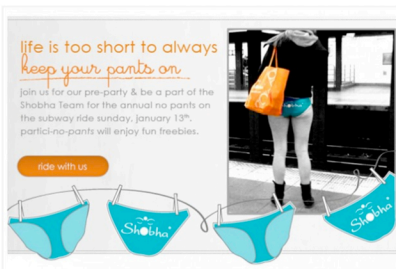 life is too short to always
keep your pants on
join us for our pre-party & be a part of the
Shobha Team for the annual no pants on
the subway ride sunday, january 13th.
partici-no-pants will enjoy fun freebies.
ride with us
Shobha
Shobha